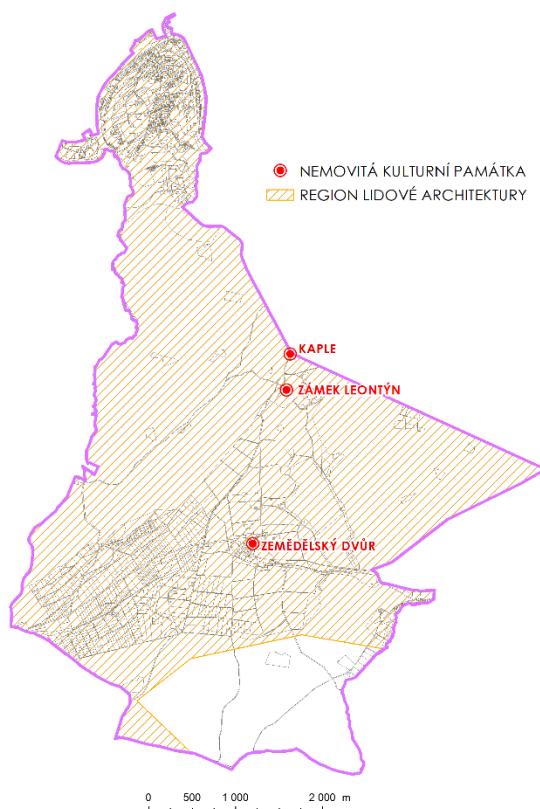 NEMOVITÁ KULTURNÍ PAMÁTKA
REGION LIDOVÉ ARCHITEKTURY
KAPLE
ZÁMEK LEONTÝN
ZEMĚDĚLSKÝ DVŮR
0 500 1 000 2 000 m